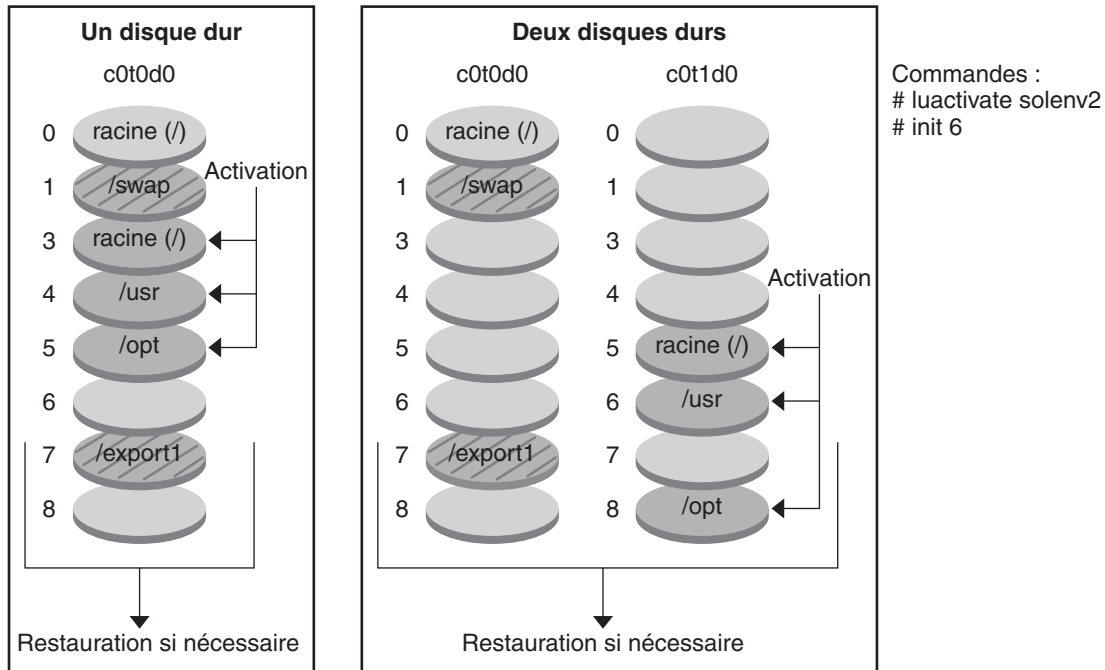 Un disque dur
c0t0d0
0 racine (/)
1 /swap
Activation
3 racine (/)
4 /usr
5 /opt
6
7 /export1
8
Restauration si nécessaire
Deux disques durs
c0t0d0
0 racine (/)
1 /swap
3
4
5
6
7 /export1
8
c0t1d0
0
1
3
4
Activation
5 racine (/)
6 /usr
7
8 /opt
Restauration si nécessaire
Commandes :
# luactivate solenv2
# init 6